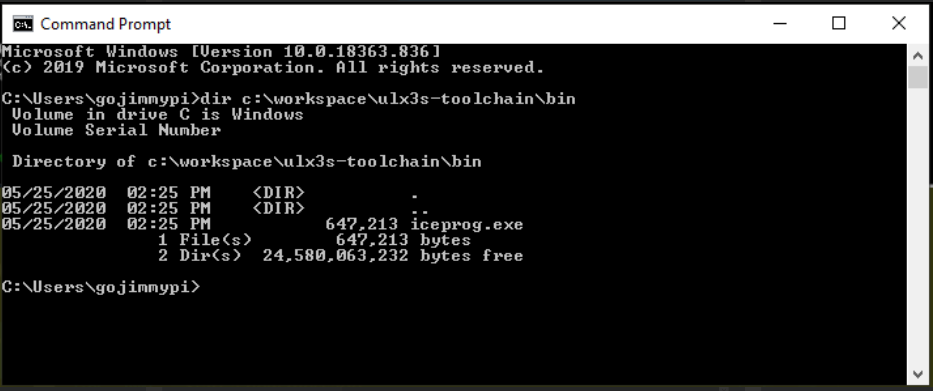 Command Prompt
Microsoft Windows [Version 10.0.18363.836]
(c) 2019 Microsoft Corporation. All rights reserved.
C:\Users\gojimmypi>dir c:\workspace\ulx3s-toolchain\bin
Volume in drive C is Windows
Volume Serial Number
Directory of c:\workspace\ulx3s-toolchain\bin
05/25/2020  02:25 PM    <DIR>          .
05/25/2020  02:25 PM    <DIR>          ..
05/25/2020  02:25 PM           647,213 iceprog.exe
1 File(s)        647,213 bytes
2 Dir(s)  24,580,063,232 bytes free
C:\Users\gojimmypi>